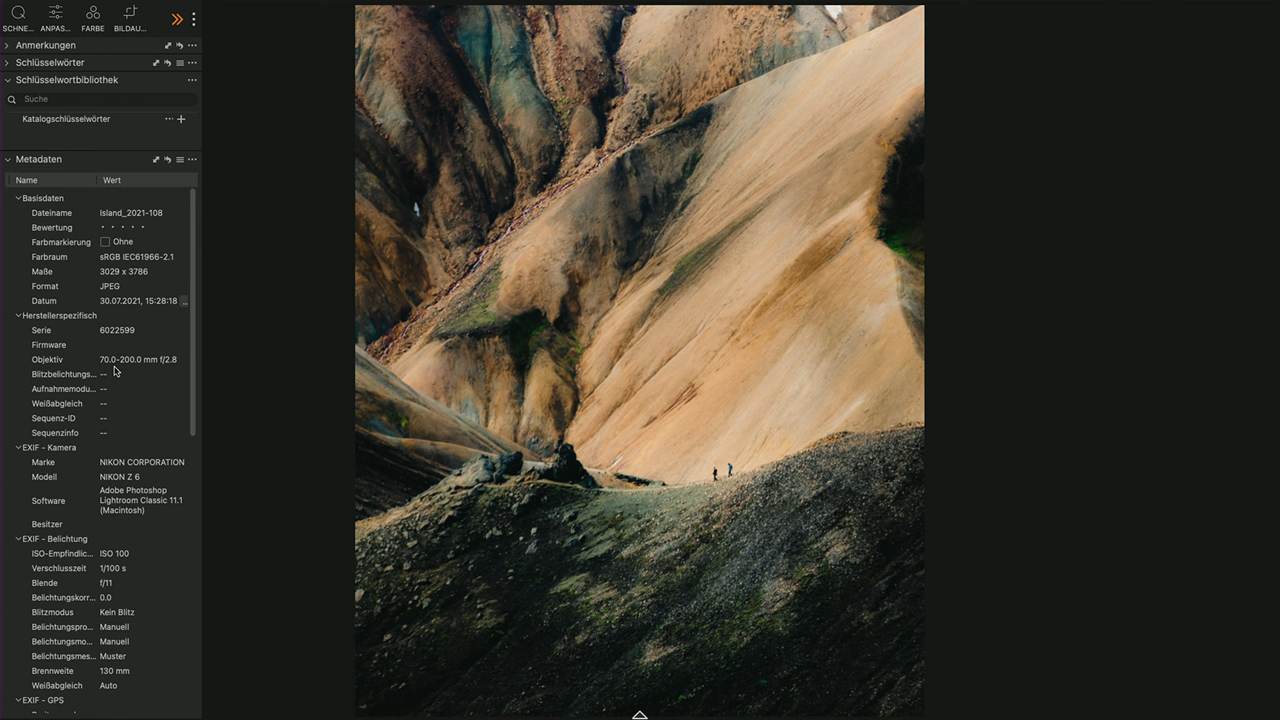 SCHNE... ANPAS... FARBE BILDAU...
Anmerkungen
Schlüsselwörter
Schlüsselwortbibliothek
Suche
Katalogschlüsselwörter
Metadaten
Name Wert
Basisdaten
Dateiname Island_2021-108
Bewertung
Farbmarkierung Ohne
Farbraum sRGB IEC61966-2.1
Maße 3029 x 3786
Format JPEG
Datum 30.07.2021, 15:28:18 ...
Herstellerspezifisch
Serie 6022599
Firmware
Objektiv 70.0-200.0 mm f/2.8
Blitzbelichtungs... --
Aufnahmemodu... --
Weißabgleich --
Sequenz-ID --
Sequenzinfo --
EXIF - Kamera
Marke NIKON CORPORATION
Modell NIKON Z 6
Software Adobe Photoshop
Lightroom Classic 11.1
(Macintosh)
Besitzer
EXIF - Belichtung
ISO-Empfindlic... ISO 100
Verschlusszeit 1/100 s
Blende f/11
Belichtungskorr... 0.0
Blitzmodus Kein Blitz
Belichtungspro... Manuell
Belichtungsmo... Manuell
Belichtungsmes... Muster
Brennweite 130 mm
Weißabgleich Auto
EXIF - GPS